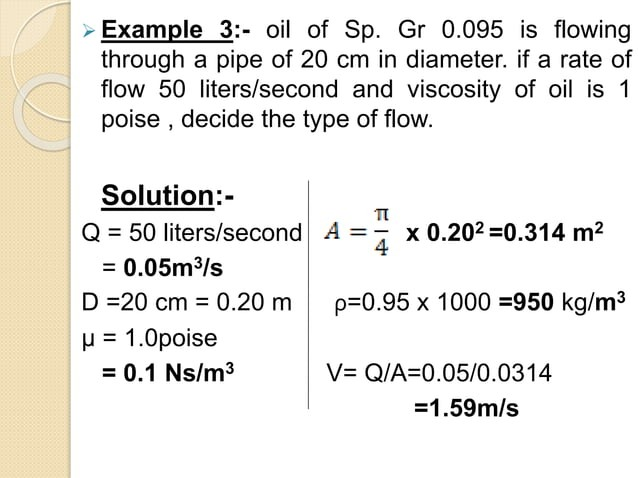 Example 3:- oil of Sp. Gr 0.095 is flowing
through a pipe of 20 cm in diameter. if a rate of
flow 50 liters/second and viscosity of oil is 1
poise , decide the type of flow.
Solution:-
Q = 50 liters/second
= 0.05m³/s
D =20 cm = 0.20 m
μ = 1.0poise
= 0.1 Ns/m³
A = π/4 x 0.20² =0.314 m²
ρ=0.95 x 1000 =950 kg/m³
V= Q/A=0.05/0.0314
=1.59m/s